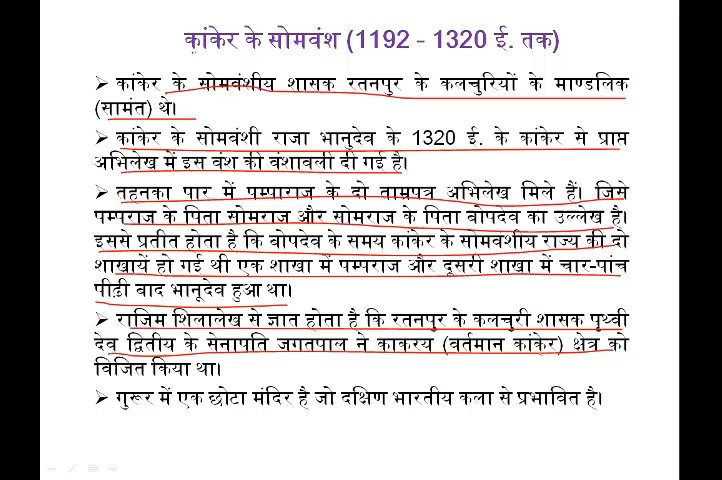 कांकेर के सोमवंश (1192 - 1320 ई. तक)
➢ कांकेर के सोमवंशीय शासक रतनपुर के कलचुरियों के माण्डलिक
(सामंत) थे।
➢ कांकेर के सोमवंशी राजा भानुदेव के 1320 ई. के कांकेर से प्राप्त
अभिलेख में इस वंश की वंशावली दी गई है।
➢ तहनका पार में पम्पाराज के दो ताम्रपत्र अभिलेख मिले हैं। जिसे
पम्पराज के पिता सोमराज और सोमराज के पिता बोपदेव का उल्लेख है।
इससे प्रतीत होता है कि बोपदेव के समय कांकेर के सोमवंशीय राज्य की दो
शाखायें हो गई थी एक शाखा में पम्पराज और दूसरी शाखा में चार-पांच
पीढ़ी बाद भानूदेव हुआ था।
➢ राजिम शिलालेख से ज्ञात होता है कि रतनपुर के कलचुरी शासक पृथ्वी
देव द्वितीय के सेनापति जगतपाल ने काकरय (वर्तमान कांकेर) क्षेत्र को
विजित किया था।
➢ गुरूर में एक छोटा मंदिर है जो दक्षिण भारतीय कला से प्रभावित है।